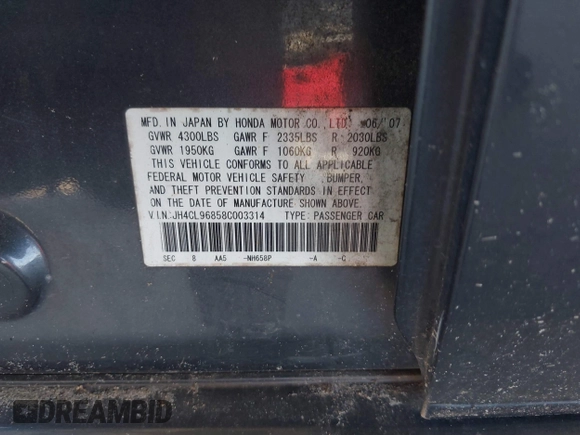 MFD. IN JAPAN BY HONDA MOTOR CO., LTD. 06/'07
GVWR 4300LBS GAWR F 2335LBS R 2030LBS
GVWR 1950KG GAWR F 1060KG R 920KG
THIS VEHICLE CONFORMS TO ALL APPLICABLE
FEDERAL MOTOR VEHICLE SAFETY, BUMPER,
AND THEFT PREVENTION STANDARDS IN EFFECT
ON THE DATE OF MANUFACTURE SHOWN ABOVE.
V.I.N:JH4CL96858C003314 TYPE: PASSENGER CAR
SEC 8 AA5 -NH658P -A -C
DREAMBID